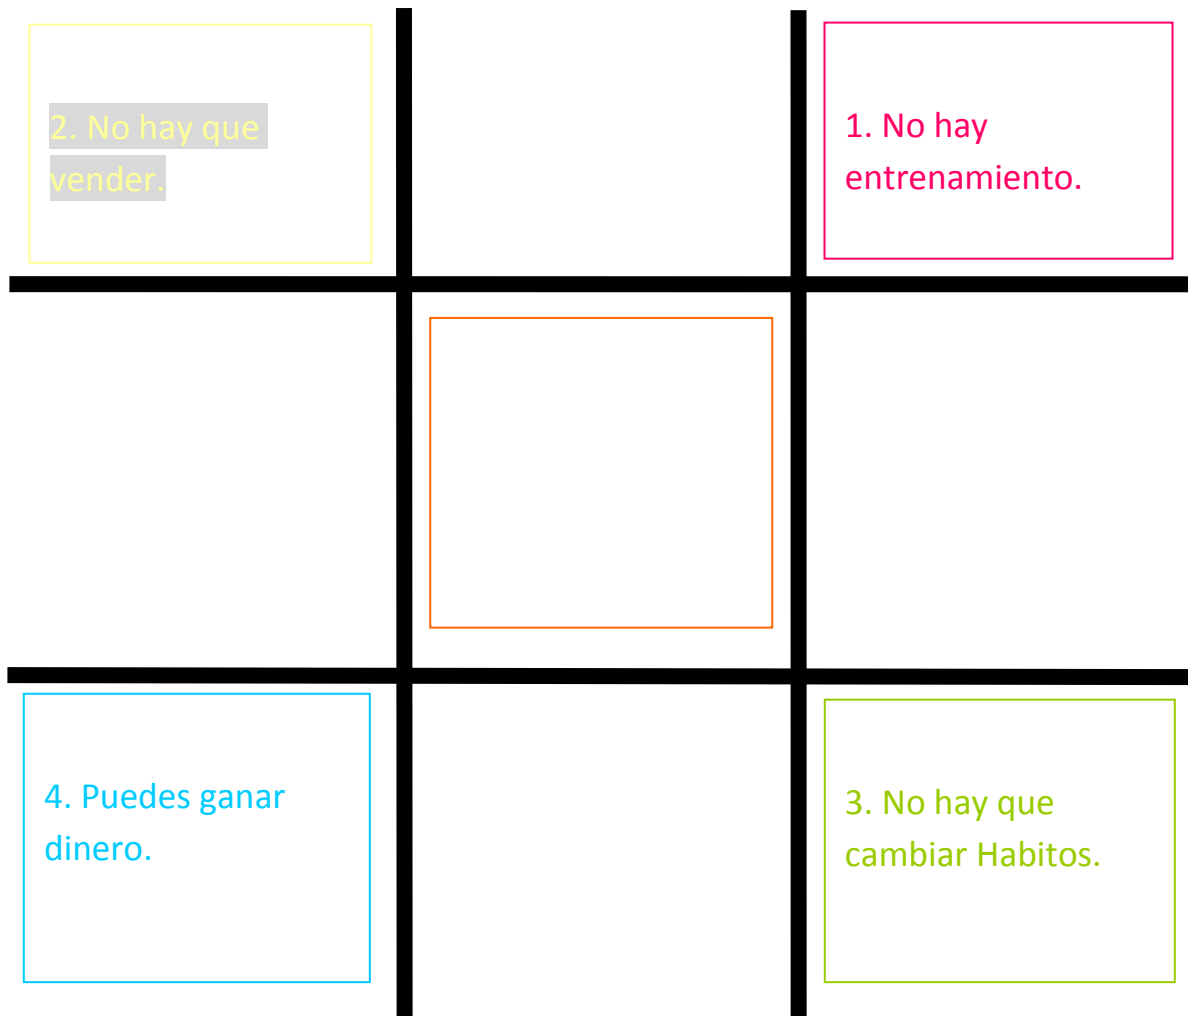 2. No hay que
vender.
1. No hay
entrenamiento.
4. Puedes ganar
dinero.
3. No hay que
cambiar Habitos.